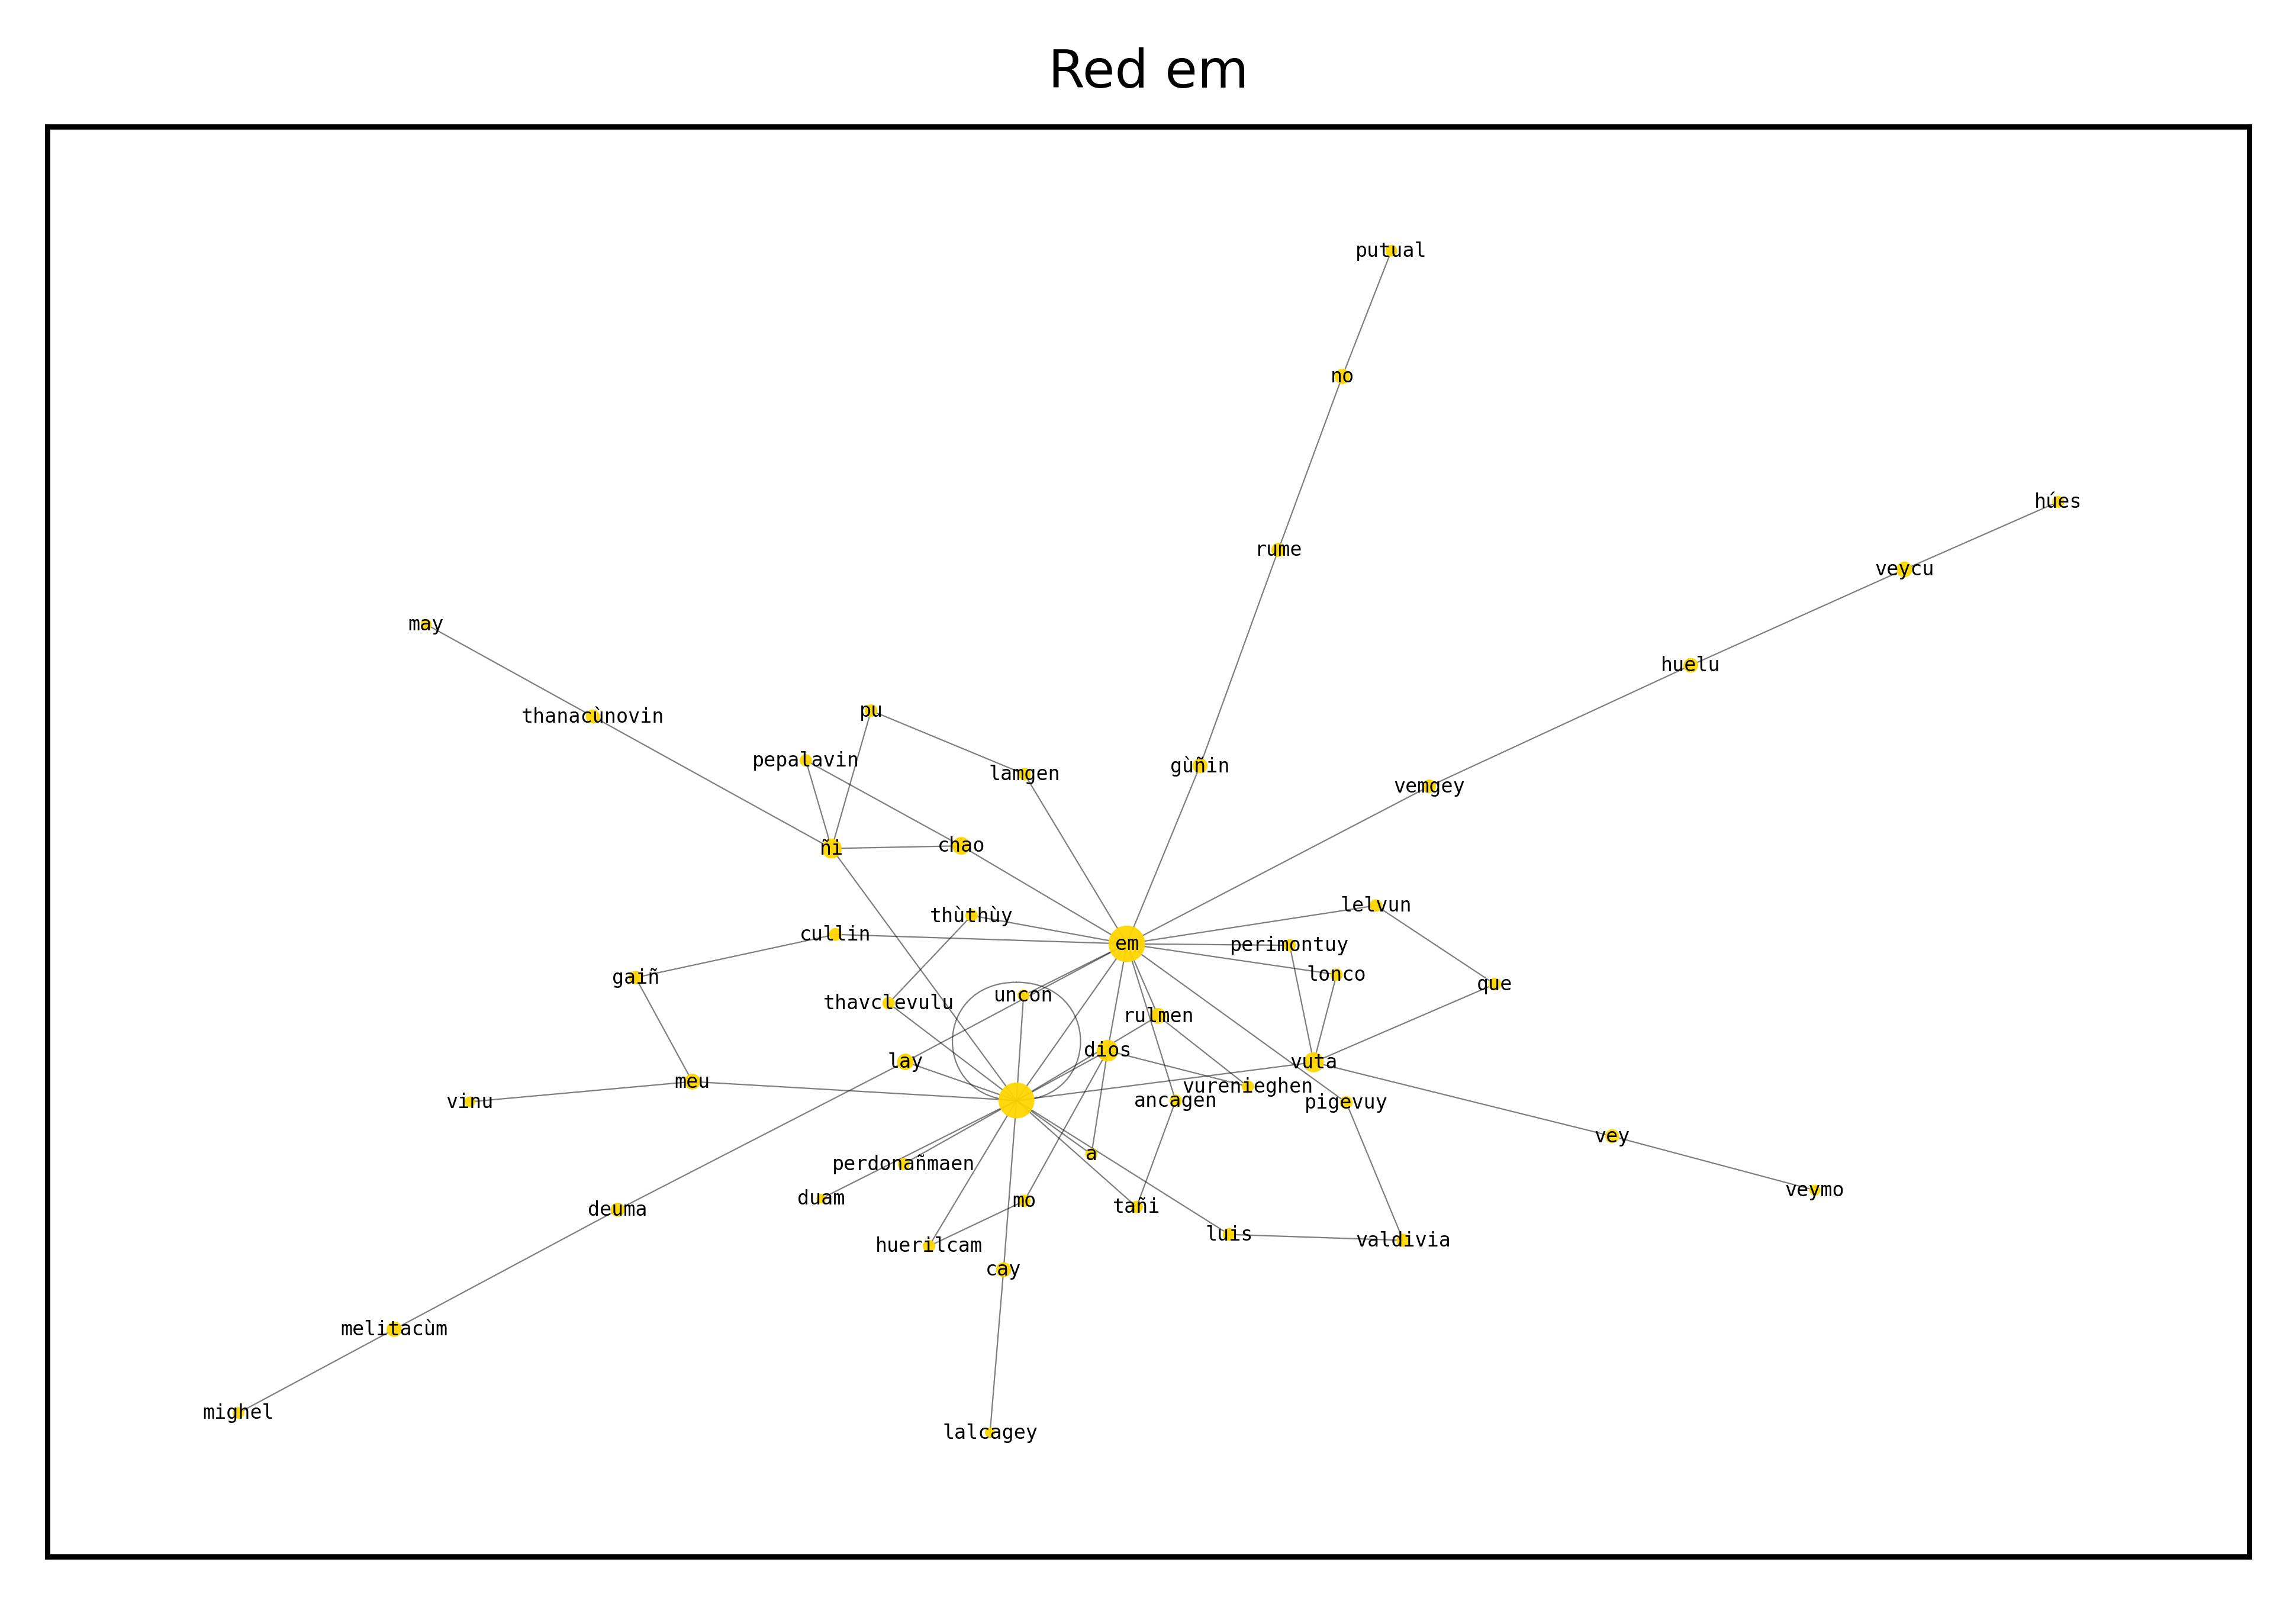 Red em
putual
no
húes
rume
veycu
may
huelu
pu
thanacùnovin
pepalavin
gùñin
lamgen
vemgey
chao
ñi
lelvun
thùthùy
cullin
em
perimontuy
lonco
gaiñ
que
uncon
thavclevulu
rulmen
dios
lay
vuta
meu
vurenieghen
ancagen
vinu
pigevuy
vey
a
perdonañmaen
veymo
duam
mo
tañi
deuma
luis
valdivia
huerilcam
cay
melitacùm
mighel
lalcagey